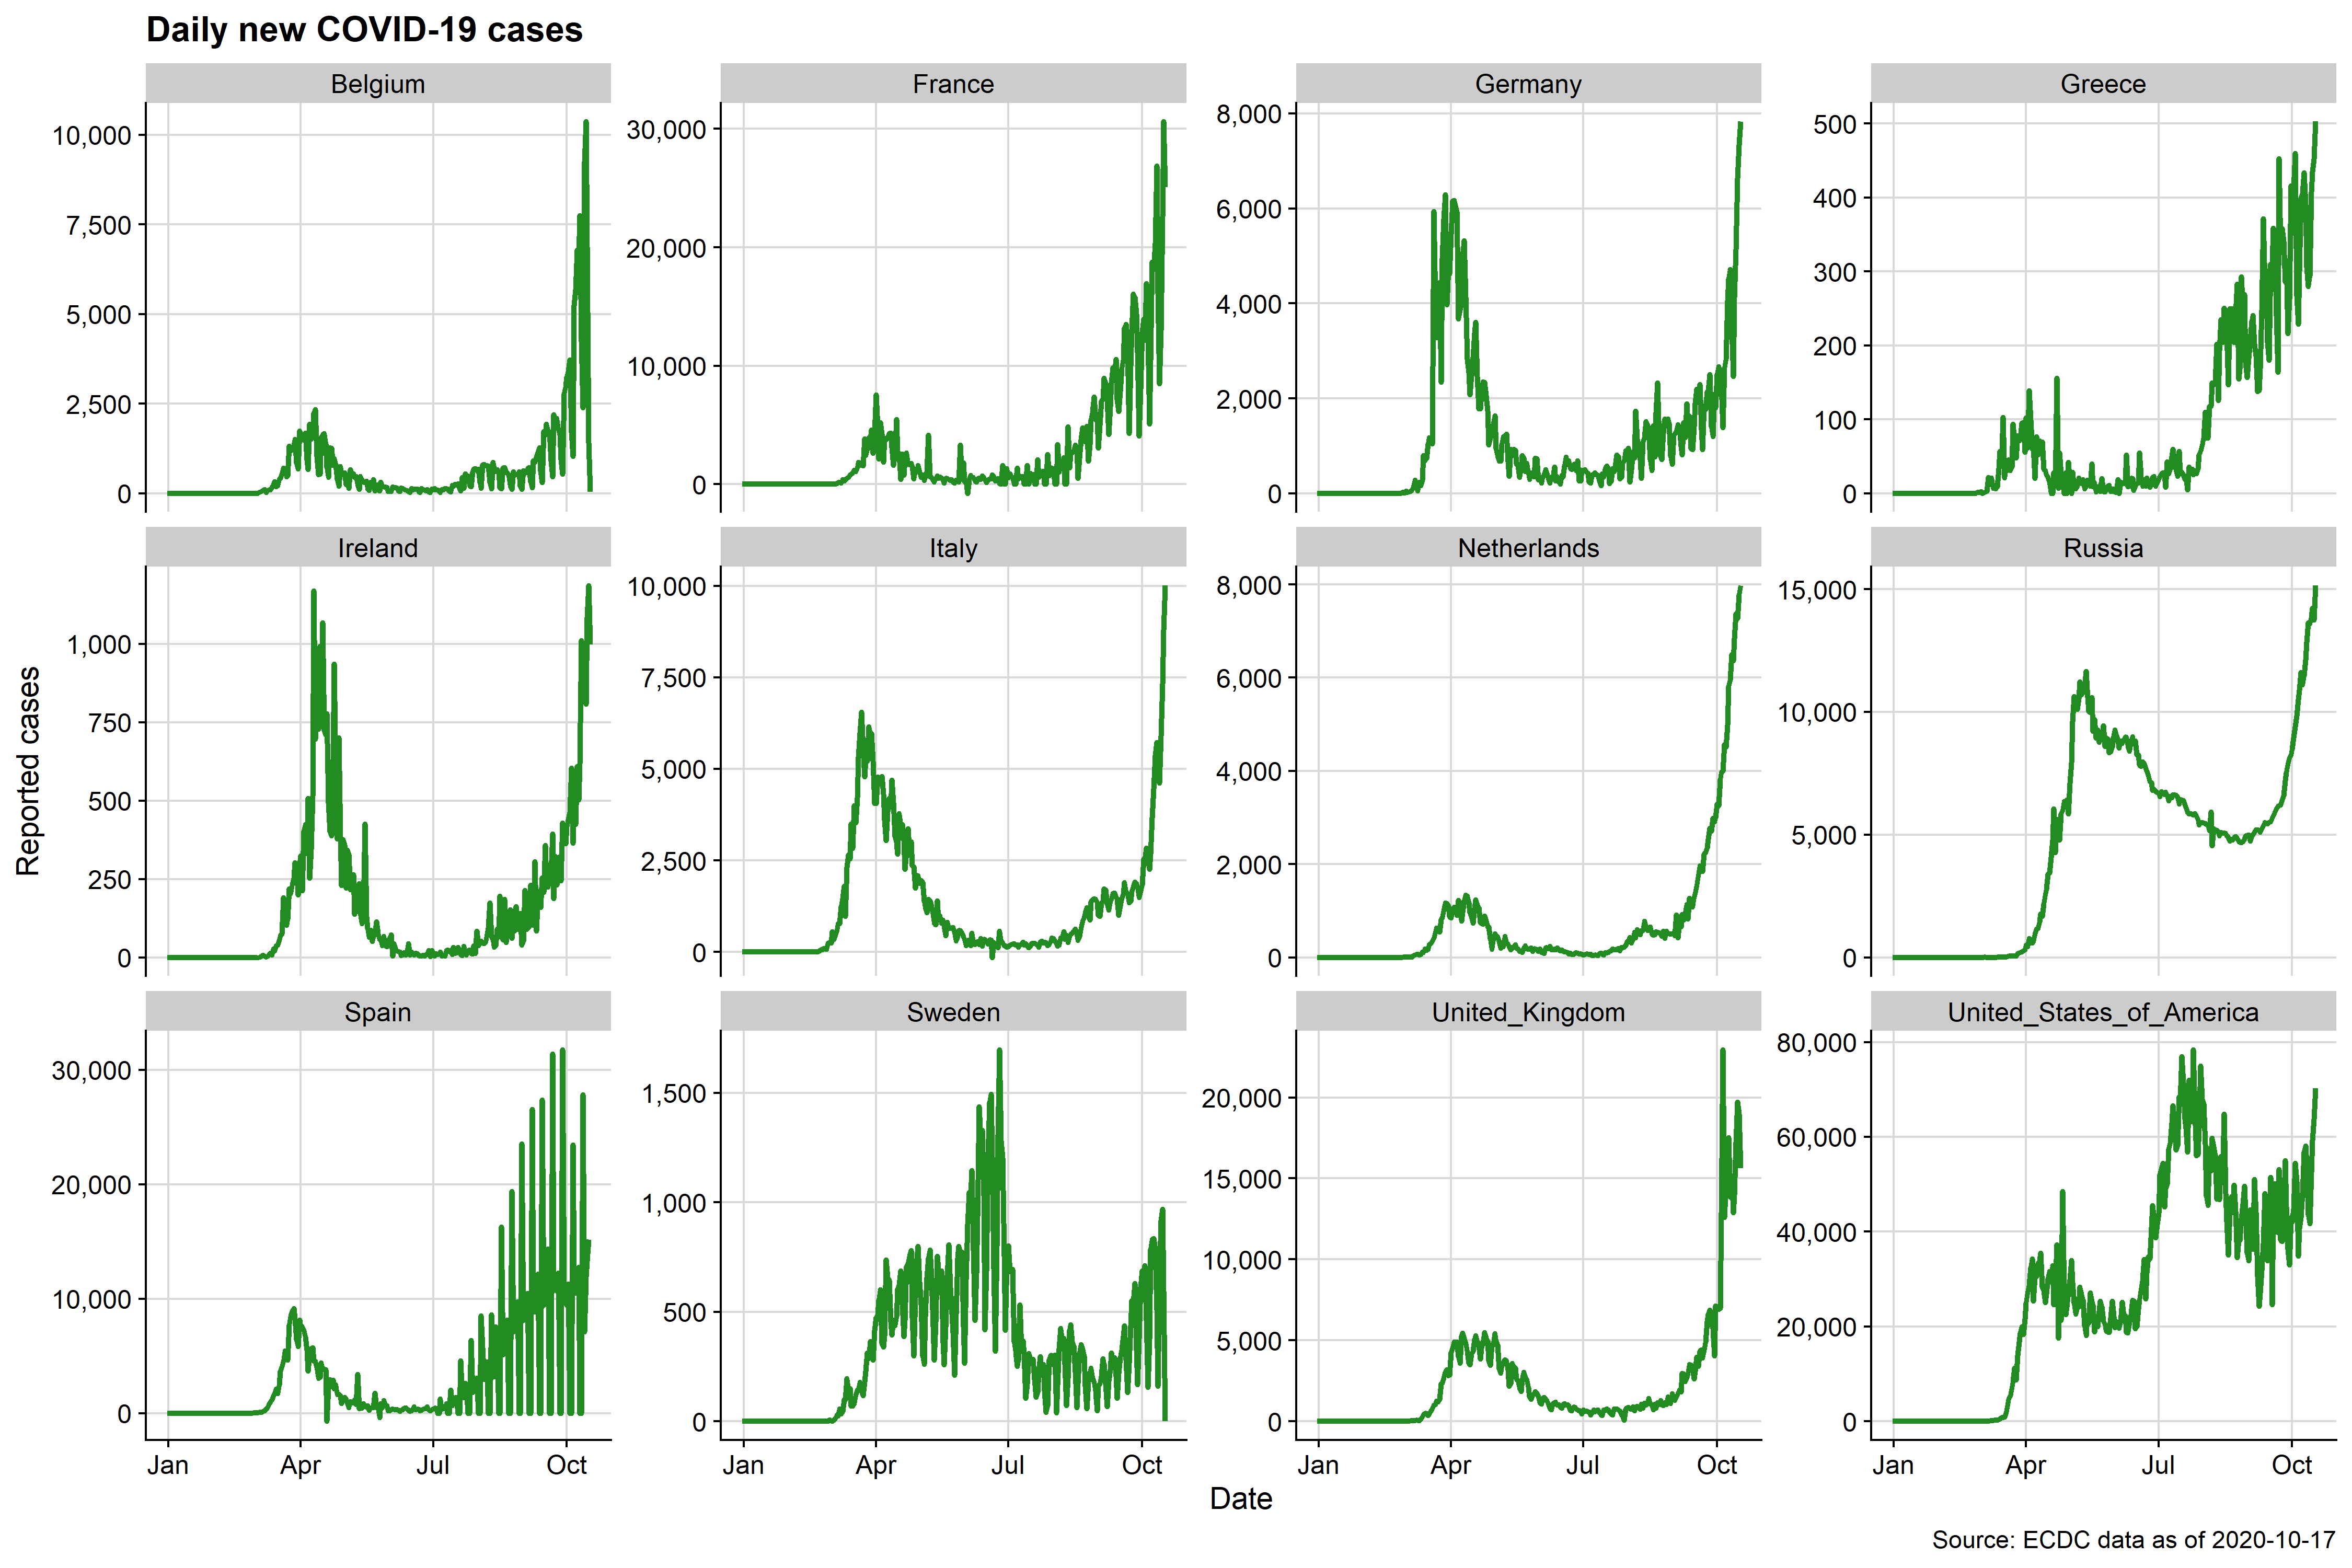 Daily new COVID-19 cases
Belgium
France
Germany
Greece
10,000
7,500
5,000
2,500
0
30,000
20,000
10,000
0
8,000
6,000
4,000
2,000
0
500
400
300
200
100
0
Reported cases
Ireland
Italy
Netherlands
Russia
1,000
750
500
250
0
10,000
7,500
5,000
2,500
0
8,000
6,000
4,000
2,000
0
15,000
10,000
5,000
0
Spain
Sweden
United_Kingdom
United_States_of_America
30,000
20,000
10,000
0
1,500
1,000
500
0
20,000
15,000
10,000
5,000
0
80,000
60,000
40,000
20,000
0
Jan Apr Jul Oct
Jan Apr Jul Oct
Jan Apr Jul Oct
Jan Apr Jul Oct
Date
Source: ECDC data as of 2020-10-17